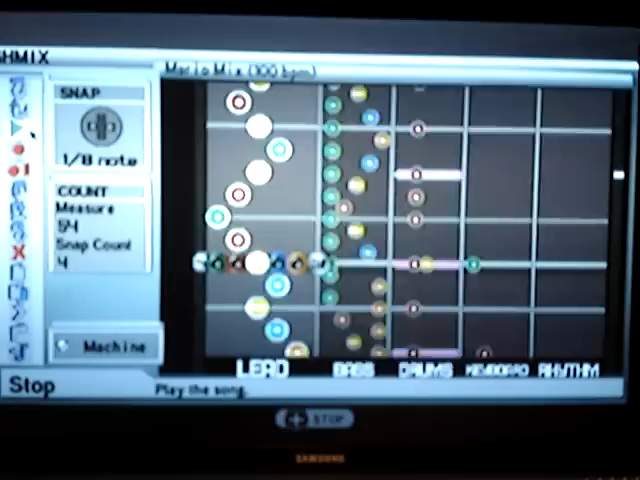 HMIX
Mario Mix (100 bpm)
SNAP
1/8 note
COUNT
Measure
54
Snap Count
4
Machine
LEAD BASS DRUMS KEYBOARD RHYTHM
Stop
Play the song.
STOP
SAMSUNG